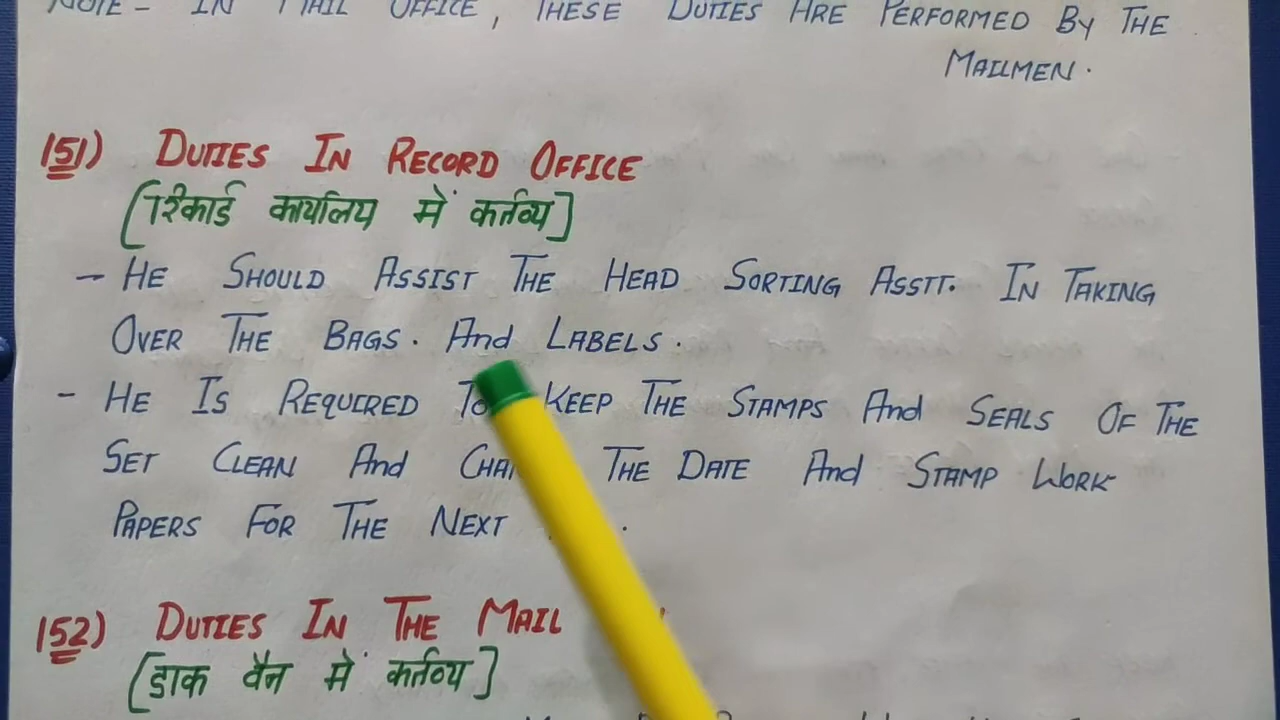 NOTE - IN MAIL OFFICE, THESE DUTIES ARE PERFORMED BY THE
MAILMEN.
151) DUTIES IN RECORD OFFICE
[रिकार्ड कार्यालय में कर्तव्य]
- HE SHOULD ASSIST THE HEAD SORTING ASSTT. IN TAKING
OVER THE BAGS. And LABELS.
- HE IS REQUIRED TO KEEP THE STAMPS And SEALS OF THE
SET CLEAN And THE DATE And STAMP WORK
PAPERS FOR THE NEXT
152) DUTIES IN THE MAIL
[डाक वैन में कर्तव्य]